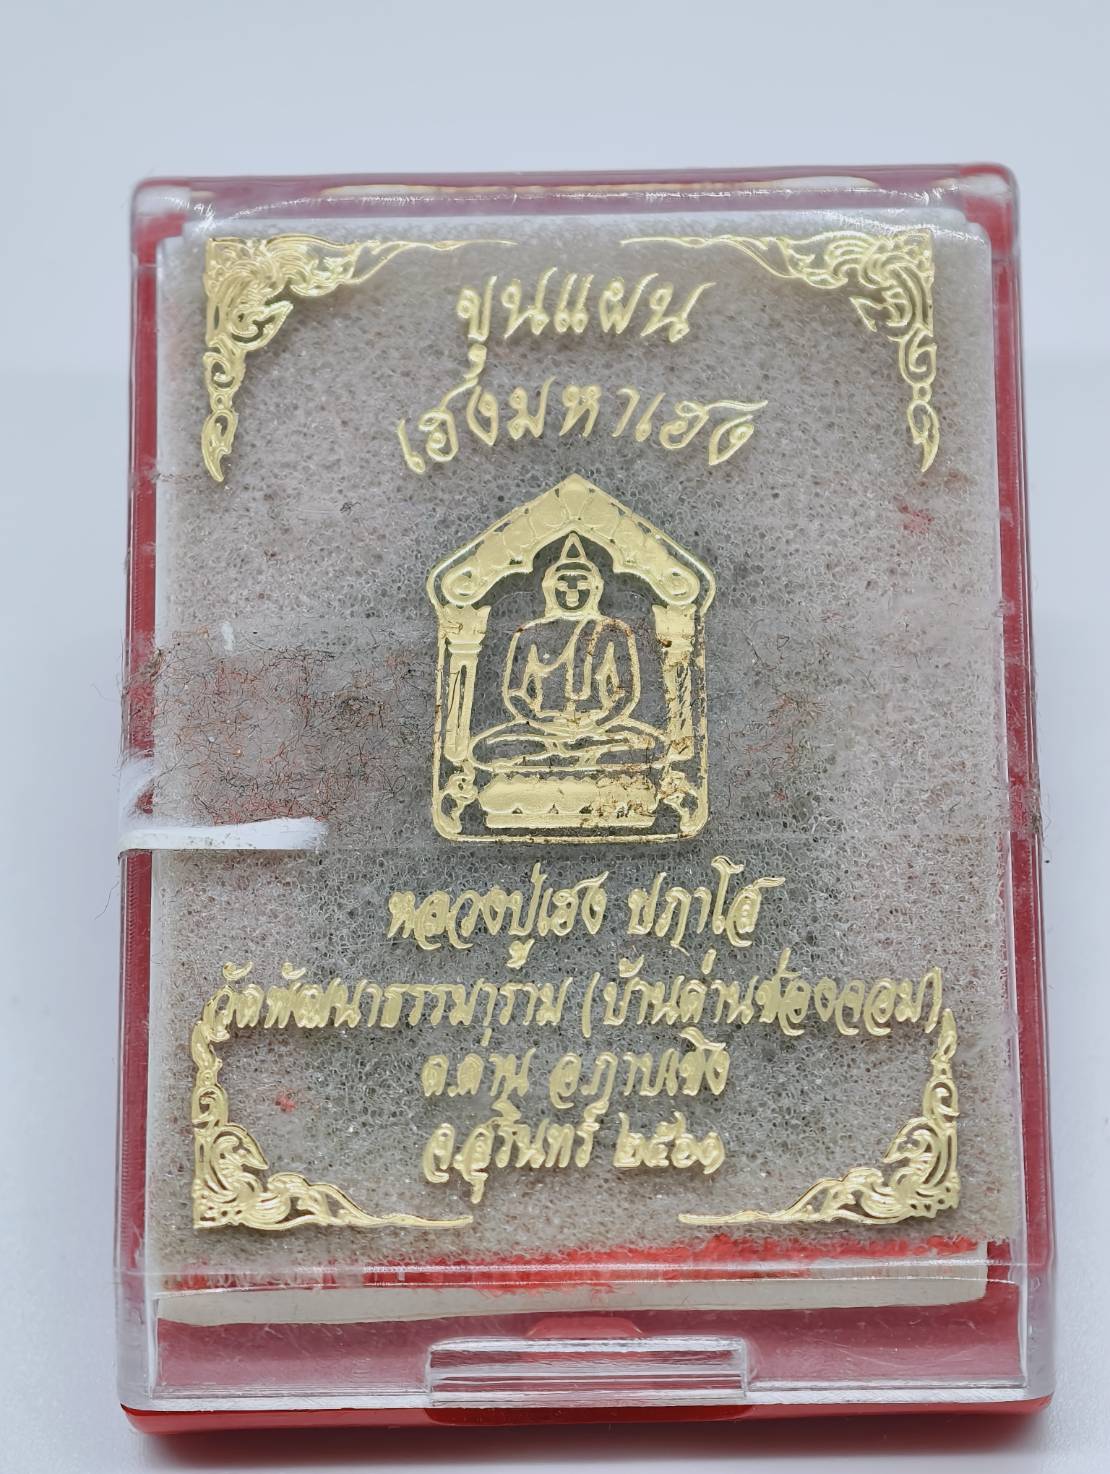 ขุนแผน
เฮงมหาเฮง
หลวงปู่เฮง ปภาโส
วัดพัฒนาธรรมาราม (บ้านด่านช่องจอม)
ต.ด่าน อ.กาบเชิง
จ.สุรินทร์ ๒๕๖๑